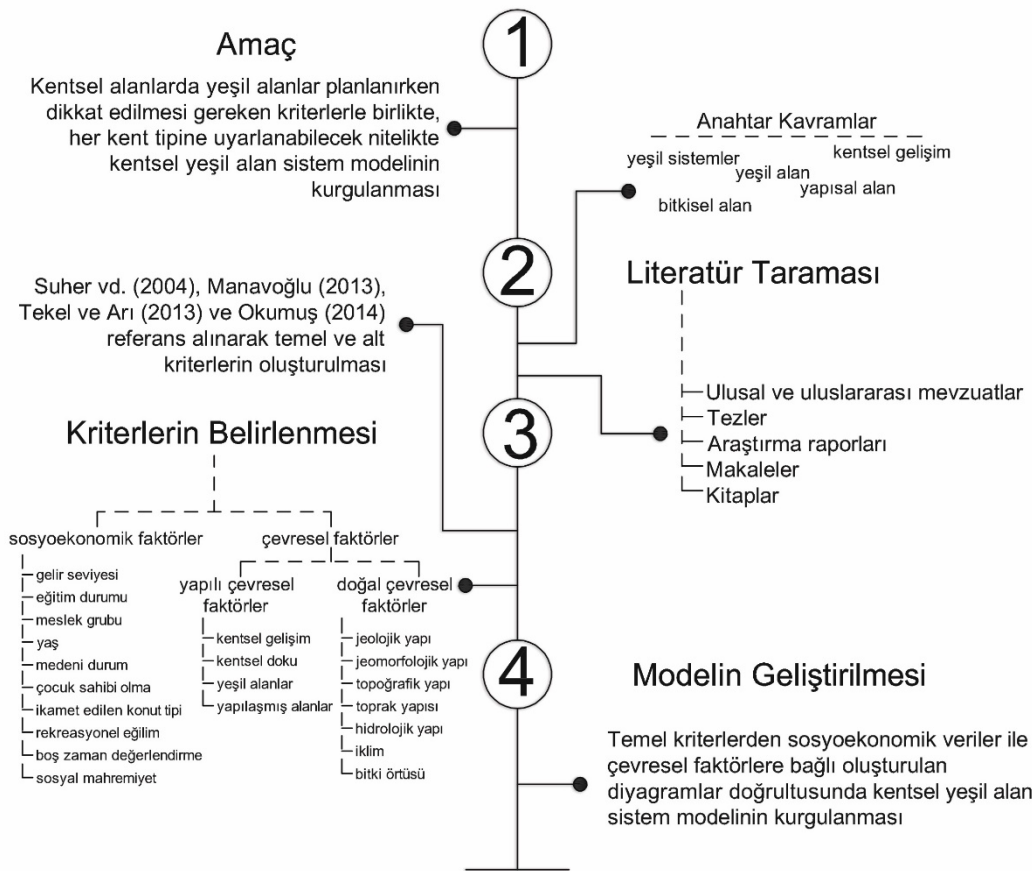 1
Amaç
Kentsel alanlarda yeşil alanlar planlanırken
dikkat edilmesi gereken kriterlerle birlikte,
her kent tipine uyarlanabilecek nitelikte
kentsel yeşil alan sistem modelinin
kurgulanması
2
Anahtar Kavramlar
yeşil sistemler
kentsel gelişim
yeşil alan
yapısal alan
bitkisel alan
Literatür Taraması
Ulusal ve uluslararası mevzuatlar
Tezler
Araştırma raporları
Makaleler
Kitaplar
3
Suher vd. (2004), Manavoğlu (2013),
Tekel ve Arı (2013) ve Okumuş (2014)
referans alınarak temel ve alt
kriterlerin oluşturulması
Kriterlerin Belirlenmesi
sosyoekonomik faktörler
gelir seviyesi
eğitim durumu
meslek grubu
yaş
medeni durum
çocuk sahibi olma
ikamet edilen konut tipi
rekreasyonel eğilim
boş zaman değerlendirme
sosyal mahremiyet
çevresel faktörler
yapılı çevresel
faktörler
kentsel gelişim
kentsel doku
yeşil alanlar
yapılaşmış alanlar
doğal çevresel
faktörler
jeolojik yapı
jeomorfolojik yapı
topoğrafik yapı
toprak yapısı
hidrolojik yapı
iklim
bitki örtüsü
4
Modelin Geliştirilmesi
Temel kriterlerden sosyoekonomik veriler ile
çevresel faktörlere bağlı oluşturulan
diyagramlar doğrultusunda kentsel yeşil alan
sistem modelinin kurgulanması